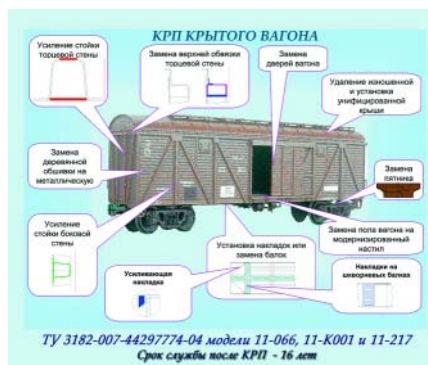 КРП КРЫТОГО ВАГОНА
Усиление стойки
торцевой стены
Замена верхней обвязки
торцевой стены
Замена
дверей вагона
Удаление изношенной
и установка
унифицированной
крыши
Замена
деревянной
обшивки на
металлическую
Замена
пятника
Усиление
стойки боковой
стены
Установка накладок или
замена балок
Замена пола вагона на
модернизированный
настил
Усиливающая
накладка
Накладки на
шкворневых балках
ТУ 3182-007-44297774-04 модели 11-066, 11-К001 и 11-217
Срок службы после КРП - 16 лет